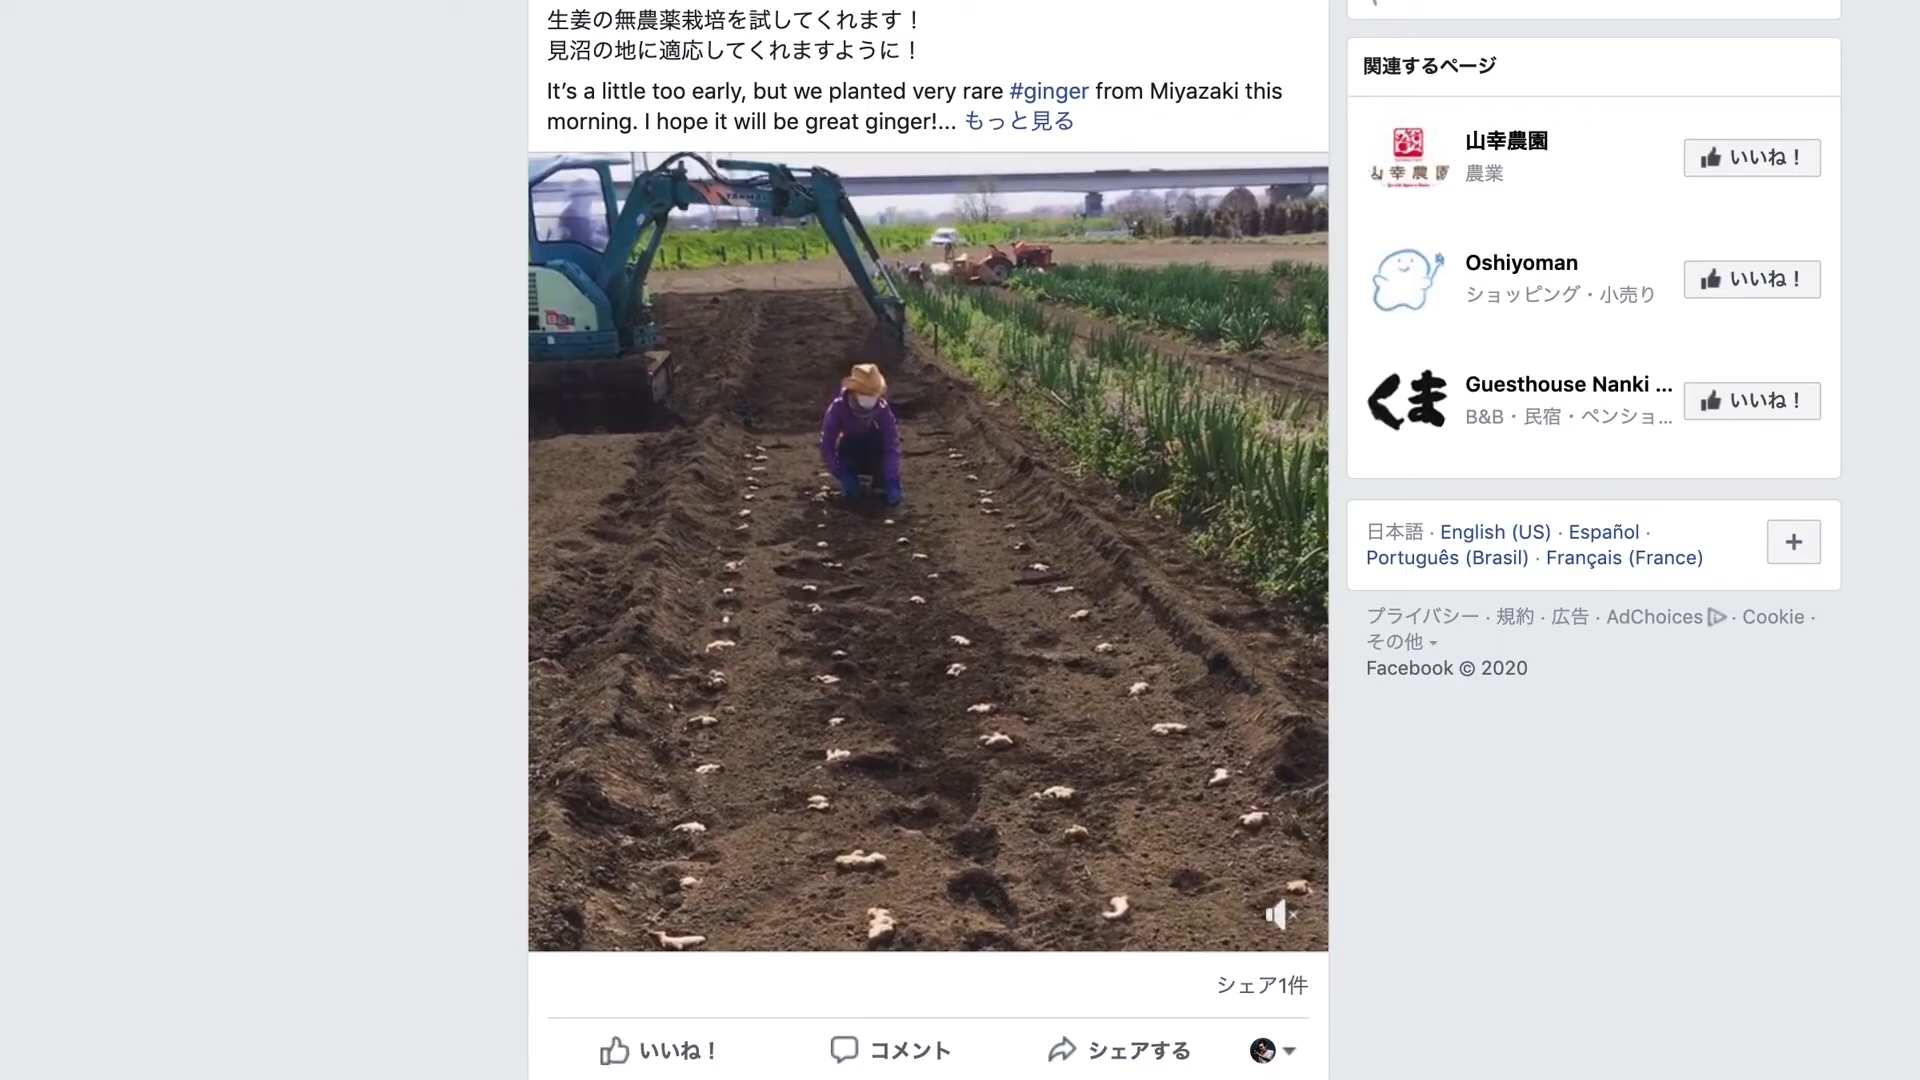 生姜の無農薬栽培を試してくれます！
見沼の地に適応してくれますように！
It’s a little too early, but we planted very rare #ginger from Miyazaki this
morning. I hope it will be great ginger!... もっと見る
YANMAR
シェア1件
いいね！
コメント
シェアする
関連するページ
山幸農園
山幸農園
農業
いいね！
Oshiyoman
ショッピング・小売り
いいね！
くま
Guesthouse Nanki ...
B&B・民宿・ペンショ...
いいね！
日本語 · English (US) · Español ·
Português (Brasil) · Français (France)
+
プライバシー · 規約 · 広告 · AdChoices · Cookie ·
その他
Facebook © 2020